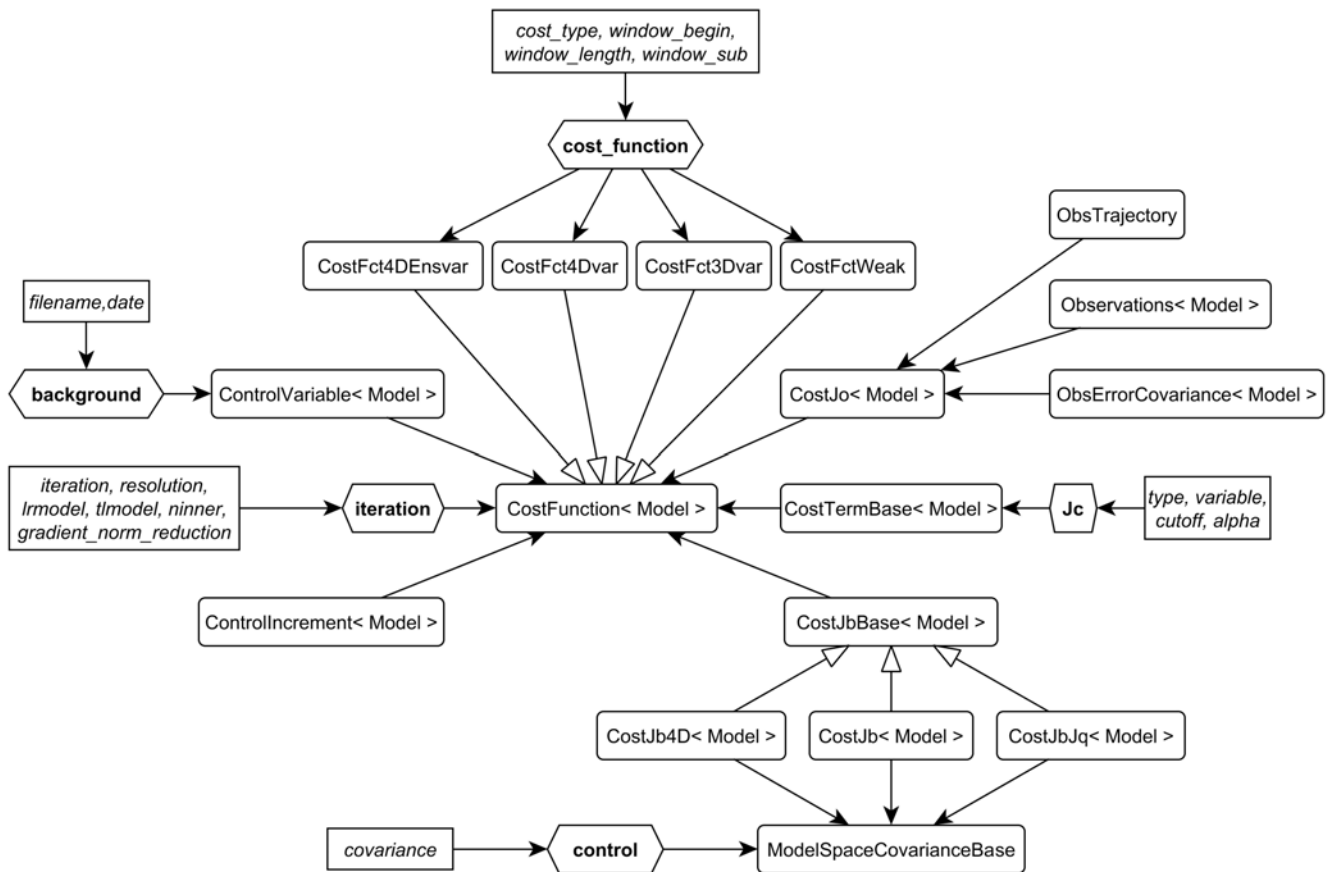 cost_type, window_begin,
window_length, window_sub
cost_function
ObsTrajectory
CostFct4DEnsvar
CostFct4Dvar
CostFct3Dvar
CostFctWeak
filename,date
Observations< Model >
background
ControlVariable< Model >
CostJo< Model >
ObsErrorCovariance< Model >
iteration, resolution,
lrmodel, tlmodel, ninner,
gradient_norm_reduction
iteration
CostFunction< Model >
CostTermBase< Model >
Jc
type, variable,
cutoff, alpha
ControlIncrement< Model >
CostJbBase< Model >
CostJb4D< Model >
CostJb< Model >
CostJbJq< Model >
covariance
control
ModelSpaceCovarianceBase